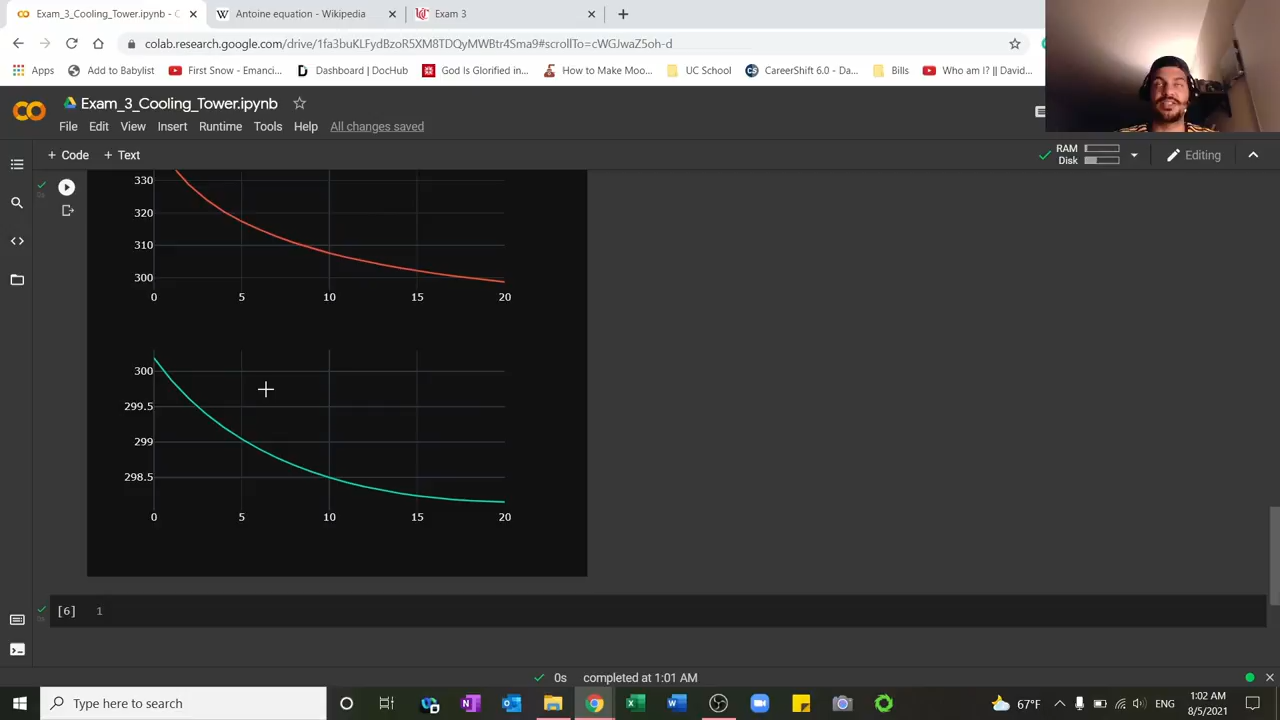 Exam_3_Cooling_Tower.ipynb - C
Antoine equation - Wikipedia
Exam 3
colab.research.google.com/drive/1fa3buKLFydBzoR5XM8TDQyMWBtr4Sma9#scrollTo=cWGJwaZ5oh-d
Apps
Add to Babylist
First Snow - Emanci...
Dashboard | DocHub
God Is Glorified in...
How to Make Moo...
UC School
CareerShift 6.0 - Da...
Bills
Who am I? || David...
Exam_3_Cooling_Tower.ipynb
File Edit View Insert Runtime Tools Help All changes saved
+ Code + Text
RAM
Disk
Editing
330
320
310
300
0 5 10 15 20
300
299.5
299
298.5
0 5 10 15 20
[6] 1
0s completed at 1:01 AM
Type here to search
67°F
ENG
1:02 AM
8/5/2021